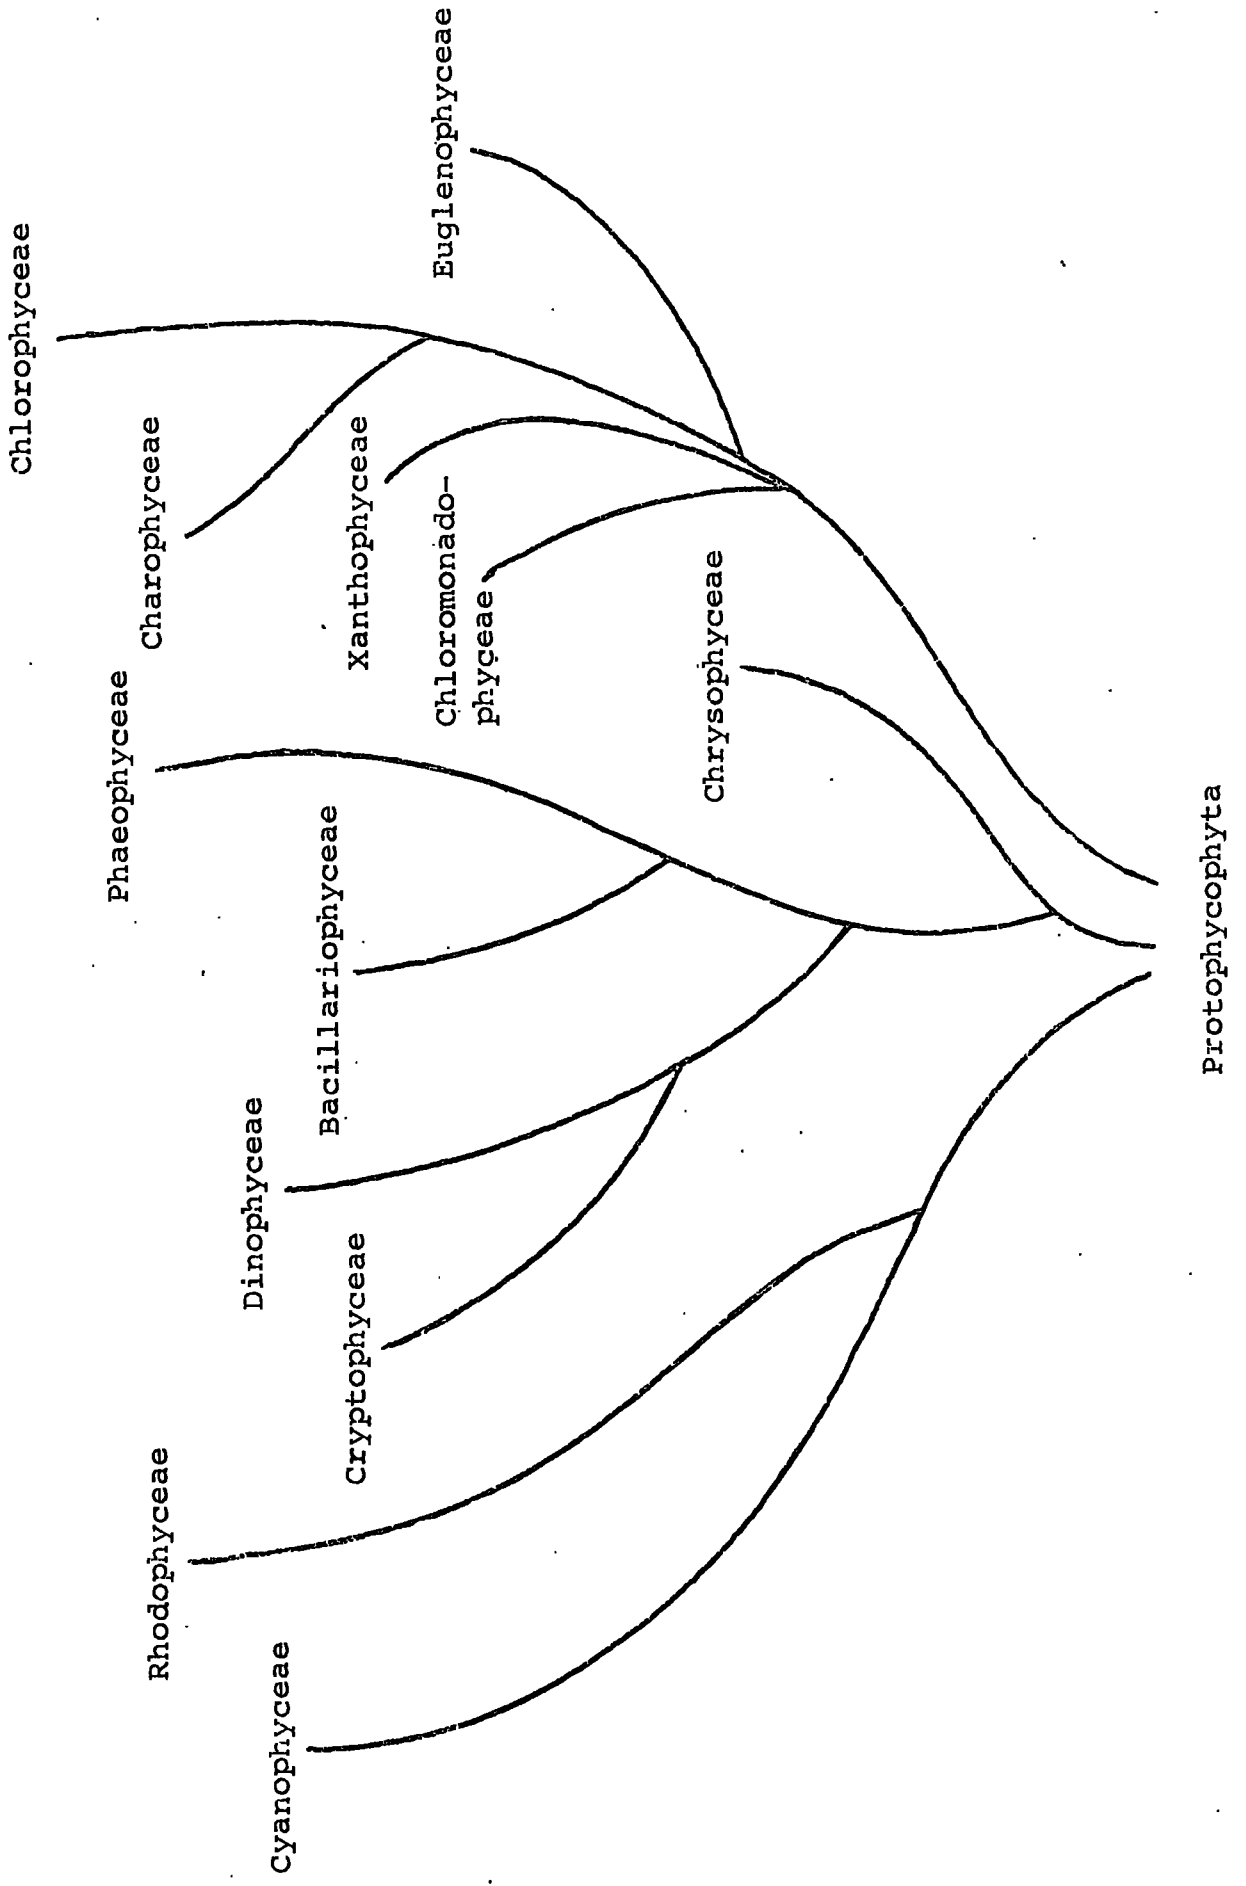 Chlorophyceae
Phaeophyceae
Charophyceae
Rhodophyceae
Dinophyceae
Cyanophyceae
Bacillariophyceae
Xanthophyceae
Cryptophyceae
Euglenophyceae
Chloromonado-
phyceae
Chrysophyceae
Protophycophyta